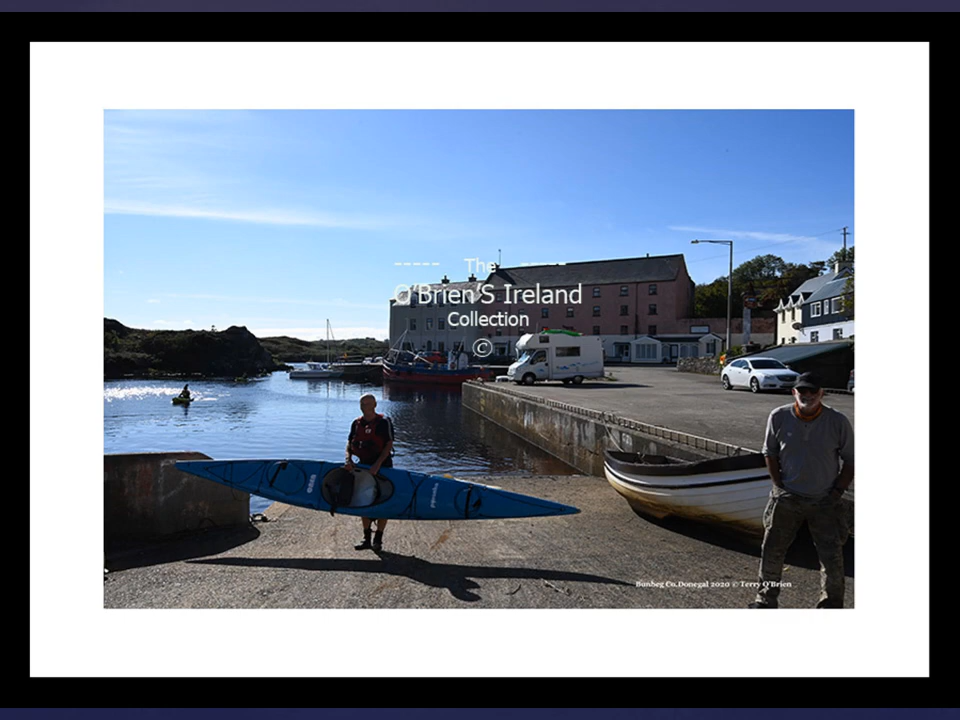 ----- The -----
O'Brien'S Ireland
Collection
©
Bunbeg Co.Donegal 2020 © Terry O'Brien